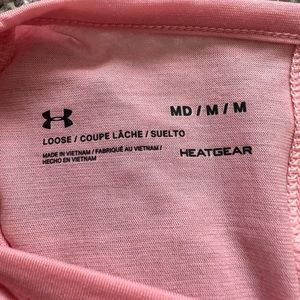 MD / M / M
LOOSE / COUPE LÂCHE / SUELTO
MADE IN VIETNAM / FABRIQUÉ AU VIETNAM /
HECHO EN VIETNAM
HEATGEAR